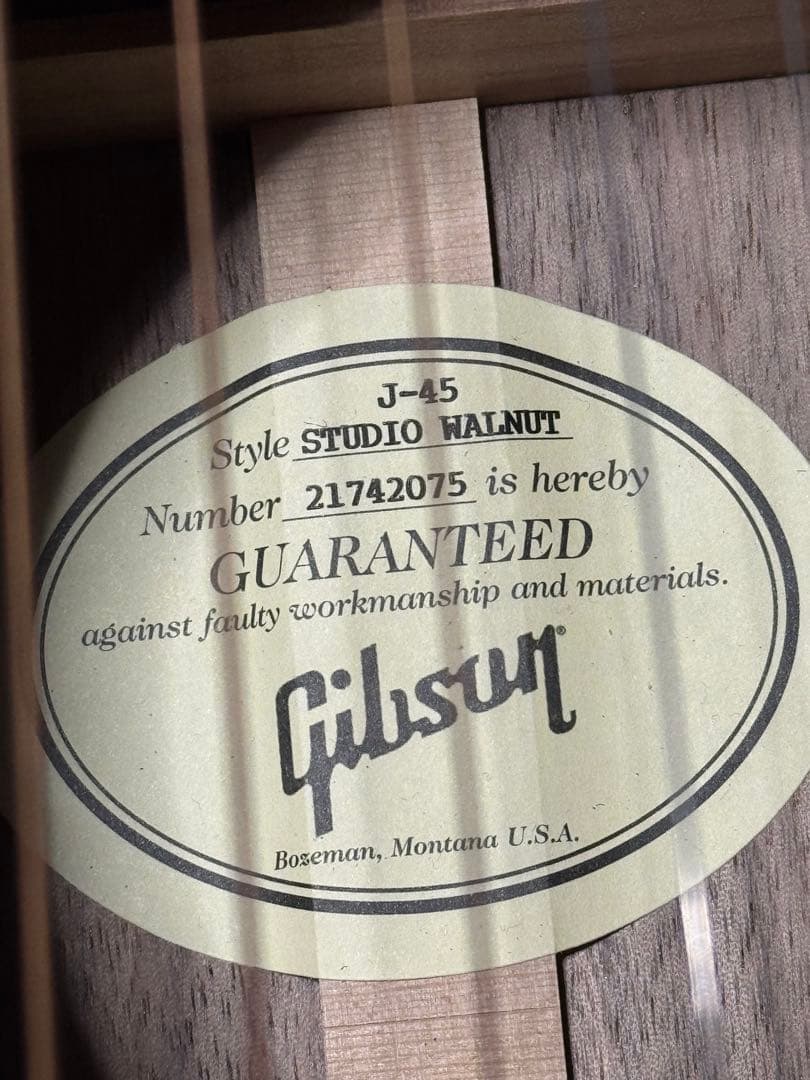 J-45
Style STUDIO WALNUT
Number 21742075 is hereby
GUARANTEED
against faulty workmanship and materials.
Gibson®
Bozeman, Montana U.S.A.